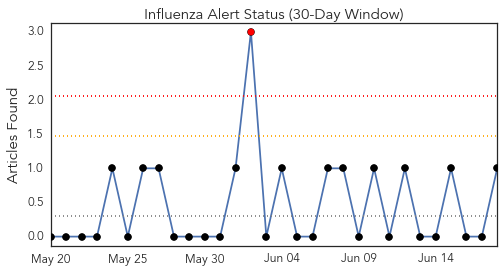 Influenza Alert Status (30-Day Window)
Articles Found
3.0
2.5
2.0
1.5
1.0
0.5
0.0
May 20
May 25
May 30
Jun 04
Jun 09
Jun 14